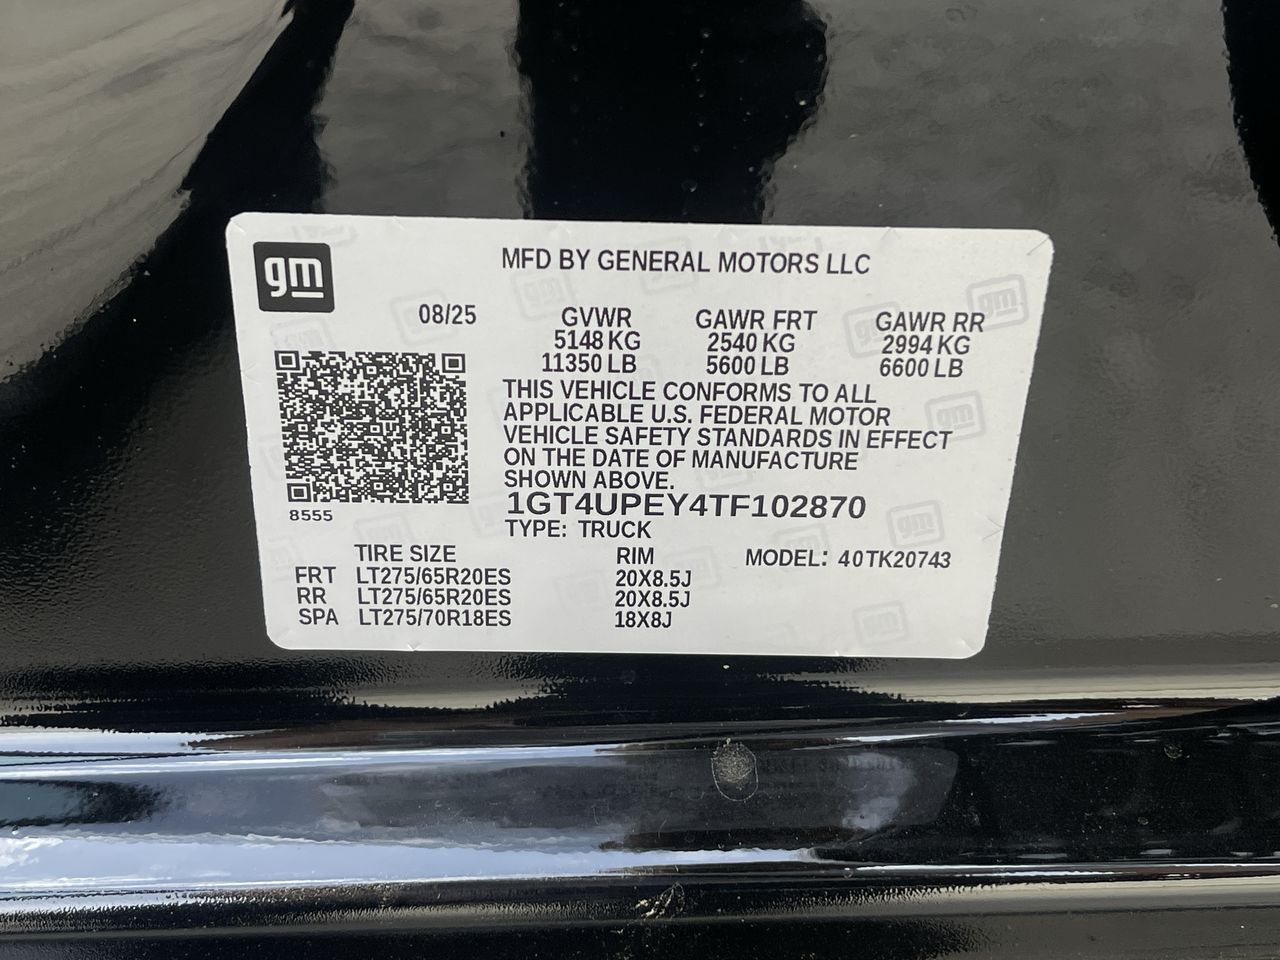 gm
MFD BY GENERAL MOTORS LLC
08/25 GVWR GAWR FRT GAWR RR
5148 KG 2540 KG 2994 KG
11350 LB 5600 LB 6600 LB
THIS VEHICLE CONFORMS TO ALL
APPLICABLE U.S. FEDERAL MOTOR
VEHICLE SAFETY STANDARDS IN EFFECT
ON THE DATE OF MANUFACTURE
SHOWN ABOVE.
8555
1GT4UPEY4TF102870
TYPE: TRUCK
TIRE SIZE RIM MODEL: 40TK20743
FRT LT275/65R20ES 20X8.5J
RR LT275/65R20ES 20X8.5J
SPA LT275/70R18ES 18X8J